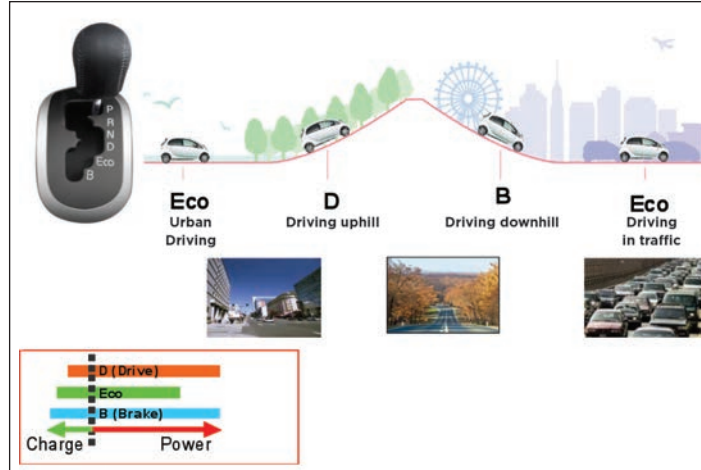 P
R
N
D
Eco
B
Eco
Urban
Driving
D
Driving uphill
B
Driving downhill
Eco
Driving
in traffic
D (Drive)
Eco
B (Brake)
Charge
Power